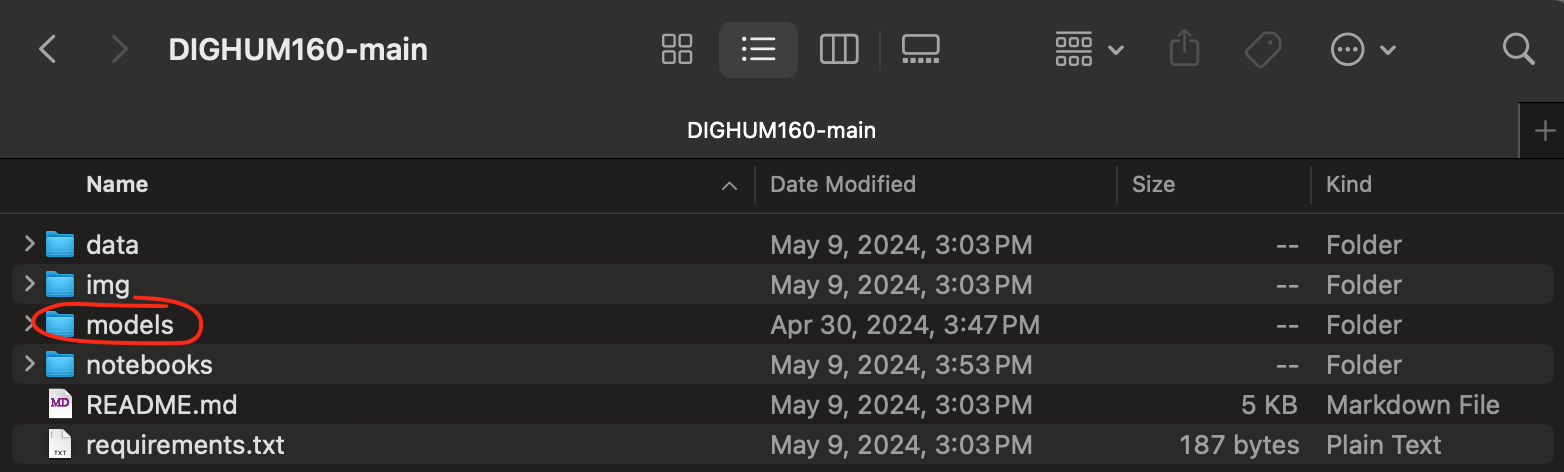 DIGHUM160-main
DIGHUM160-main
Name Date Modified Size Kind
data May 9, 2024, 3:03 PM -- Folder
img May 9, 2024, 3:03 PM -- Folder
models Apr 30, 2024, 3:47 PM -- Folder
notebooks May 9, 2024, 3:53 PM -- Folder
MD README.md May 9, 2024, 3:03 PM 5 KB Markdown File
TXT requirements.txt May 9, 2024, 3:03 PM 187 bytes Plain Text